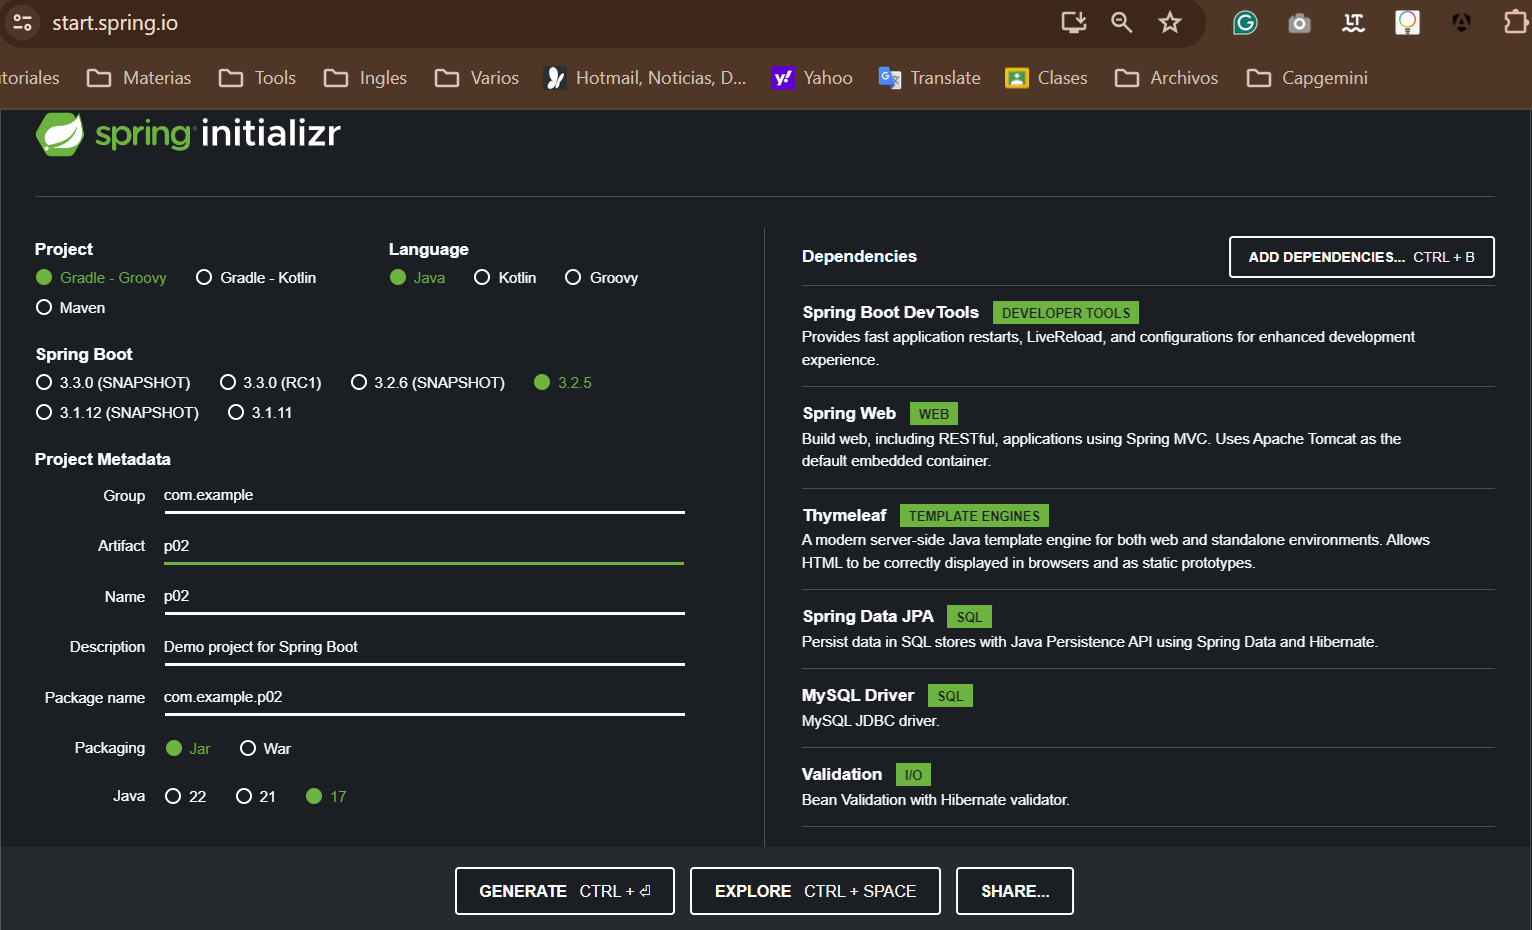 start.spring.io
toriales
Materias
Tools
Ingles
Varios
Hotmail, Noticias, D...
Yahoo
Translate
Clases
Archivos
Capgemini
spring initializr
Project
Gradle - Groovy
Gradle - Kotlin
Maven
Language
Java
Kotlin
Groovy
Spring Boot
3.3.0 (SNAPSHOT)
3.3.0 (RC1)
3.2.6 (SNAPSHOT)
3.2.5
3.1.12 (SNAPSHOT)
3.1.11
Project Metadata
Group com.example
Artifact p02
Name p02
Description Demo project for Spring Boot
Package name com.example.p02
Packaging Jar War
Java 22 21 17
Dependencies
ADD DEPENDENCIES... CTRL + B
Spring Boot DevTools DEVELOPER TOOLS
Provides fast application restarts, LiveReload, and configurations for enhanced development
experience.
Spring Web WEB
Build web, including RESTful, applications using Spring MVC. Uses Apache Tomcat as the
default embedded container.
Thymeleaf TEMPLATE ENGINES
A modern server-side Java template engine for both web and standalone environments. Allows
HTML to be correctly displayed in browsers and as static prototypes.
Spring Data JPA SQL
Persist data in SQL stores with Java Persistence API using Spring Data and Hibernate.
MySQL Driver SQL
MySQL JDBC driver.
Validation I/O
Bean Validation with Hibernate validator.
GENERATE CTRL + ⏎
EXPLORE CTRL + SPACE
SHARE...